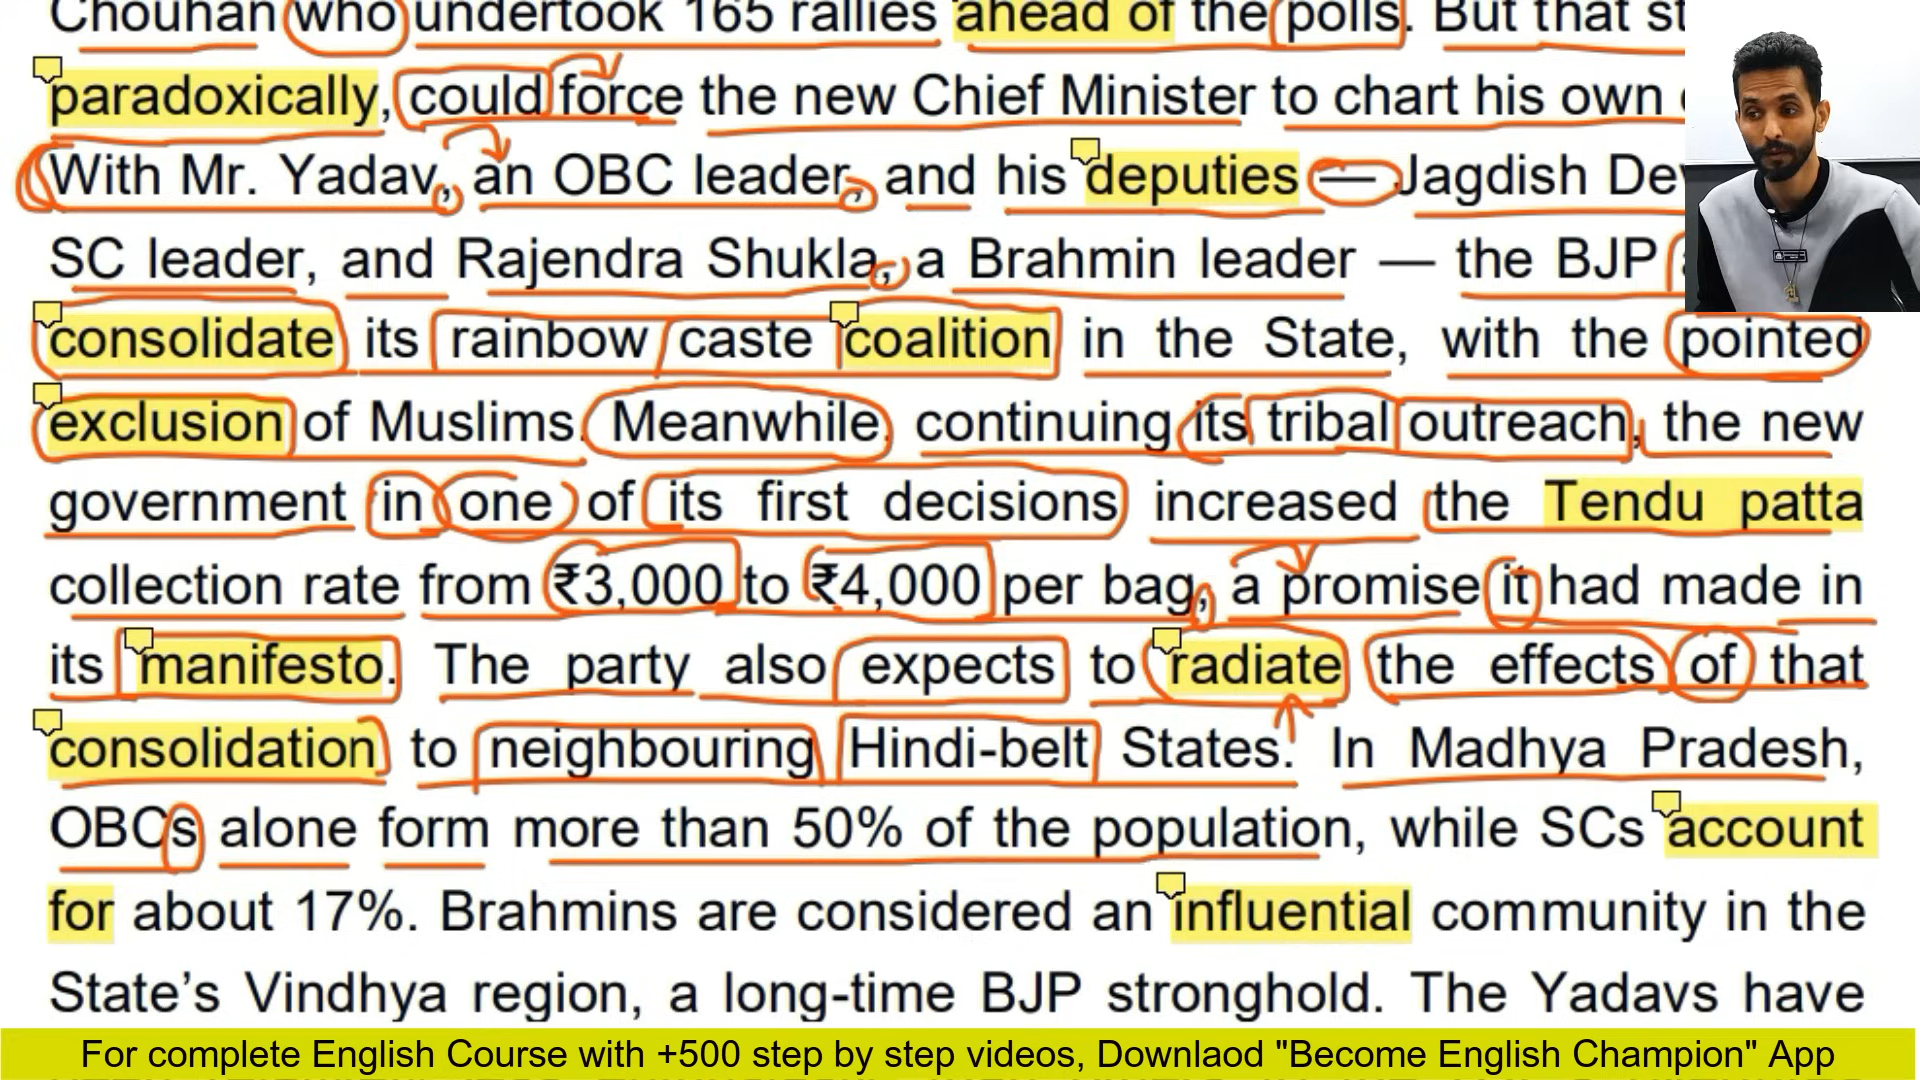 Chouhan who undertook 165 rallies ahead of the polls. But that
paradoxically, could force the new Chief Minister to chart his own
With Mr. Yadav, an OBC leader, and his deputies — Jagdish
SC leader, and Rajendra Shukla, a Brahmin leader — the BJP
consolidate its rainbow caste coalition in the State, with the pointed
exclusion of Muslims. Meanwhile, continuing its tribal outreach, the new
government in one of its first decisions increased the Tendu patta
collection rate from ₹3,000 to ₹4,000 per bag, a promise it had made in
its manifesto. The party also expects to radiate the effects of that
consolidation to neighbouring Hindi-belt States. In Madhya Pradesh,
OBCs alone form more than 50% of the population, while SCs account
for about 17%. Brahmins are considered an influential community in the
State’s Vindhya region, a long-time BJP stronghold. The Yadavs have
For complete English Course with +500 step by step videos, Downlaod "Become English Champion" App